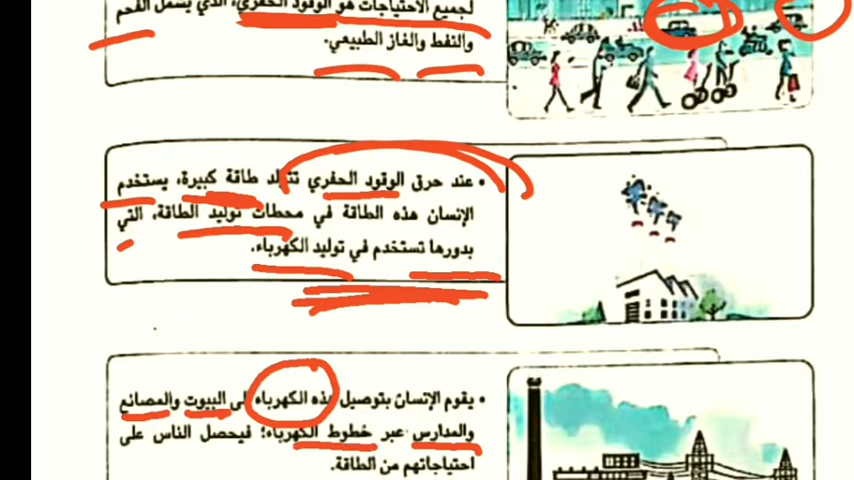 لجميع الاحتياجات هو الوقود الحفري، الذي يشمل الفحم
والنفط والغاز الطبيعي.
• عند حرق الوقود الحفري تتولد طاقة كبيرة، يستخدم
الإنسان هذه الطاقة في محطات توليد الطاقة، التي
بدورها تستخدم في توليد الكهرباء.
• يقوم الإنسان بتوصيل هذه الكهرباء إلى البيوت والمصانع
والمدارس عبر خطوط الكهرباء؛ فيحصل الناس على
احتياجاتهم من الطاقة.